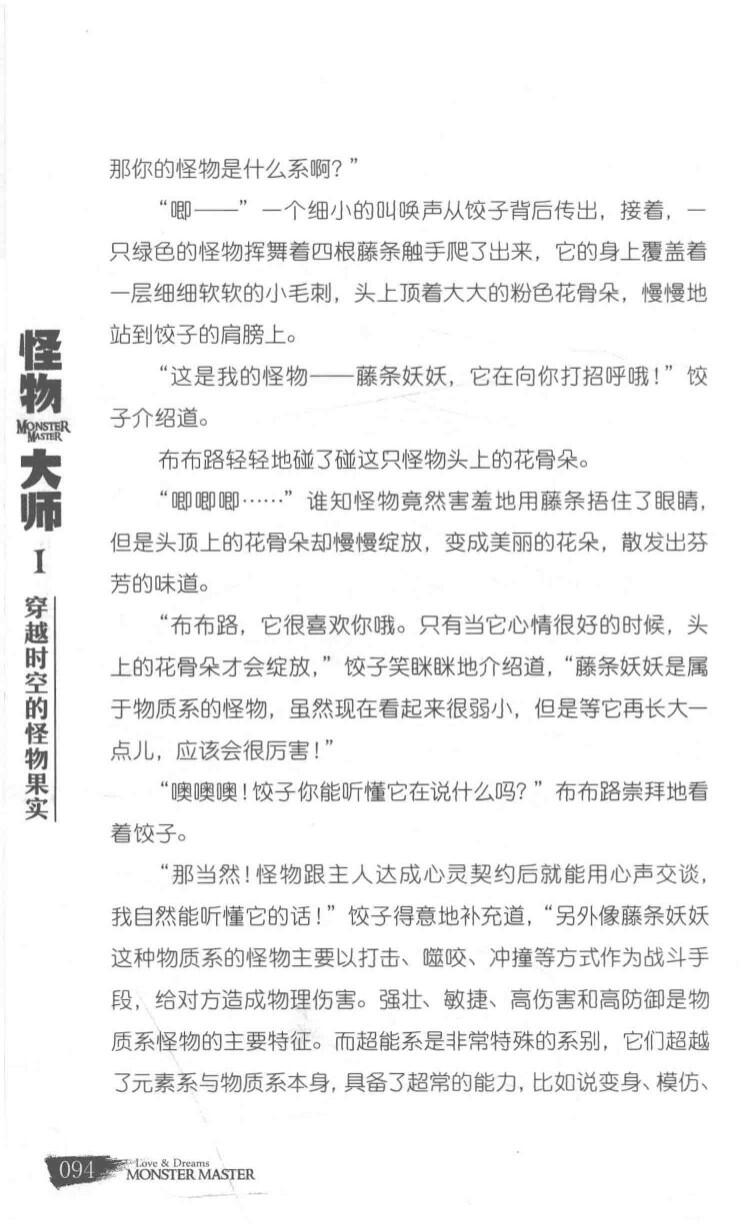 那你的怪物是什么系啊？”
“唧——”一个细小的叫唤声从饺子背后传出，接着，一
只绿色的怪物挥舞着四根藤条触手爬了出来，它的身上覆盖着
一层细细软软的小毛刺，头上顶着大大的粉色花骨朵，慢慢地
站到饺子的肩膀上。
“这是我的怪物——藤条妖妖，它在向你打招呼哦！”饺
子介绍道。
布布路轻轻地碰了碰这只怪物头上的花骨朵。
“唧唧唧……”谁知怪物竟然害羞地用藤条捂住了眼睛，
但是头顶上的花骨朵却慢慢绽放，变成美丽的花朵，散发出芬
芳的味道。
“布布路，它很喜欢你哦。只有当它心情很好的时候，头
上的花骨朵才会绽放，”饺子笑眯眯地介绍道，“藤条妖妖是属
于物质系的怪物，虽然现在看起来很弱小，但是等它再长大一
点儿，应该会很厉害！”
“噢噢噢！饺子你能听懂它在说什么吗？”布布路崇拜地看
着饺子。
“那当然！怪物跟主人达成心灵契约后就能用心声交谈，
我自然能听懂它的话！”饺子得意地补充道，“另外像藤条妖妖
这种物质系的怪物主要以打击、噬咬、冲撞等方式作为战斗手
段，给对方造成物理伤害。强壮、敏捷、高伤害和高防御是物
质系怪物的主要特征。而超能系是非常特殊的系别，它们超越
了元素系与物质系本身，具备了超常的能力，比如说变身、模仿、
怪物
MONSTER
MASTER
大师
I
穿越时空的怪物果实
094
Love & Dreams
MONSTER MASTER